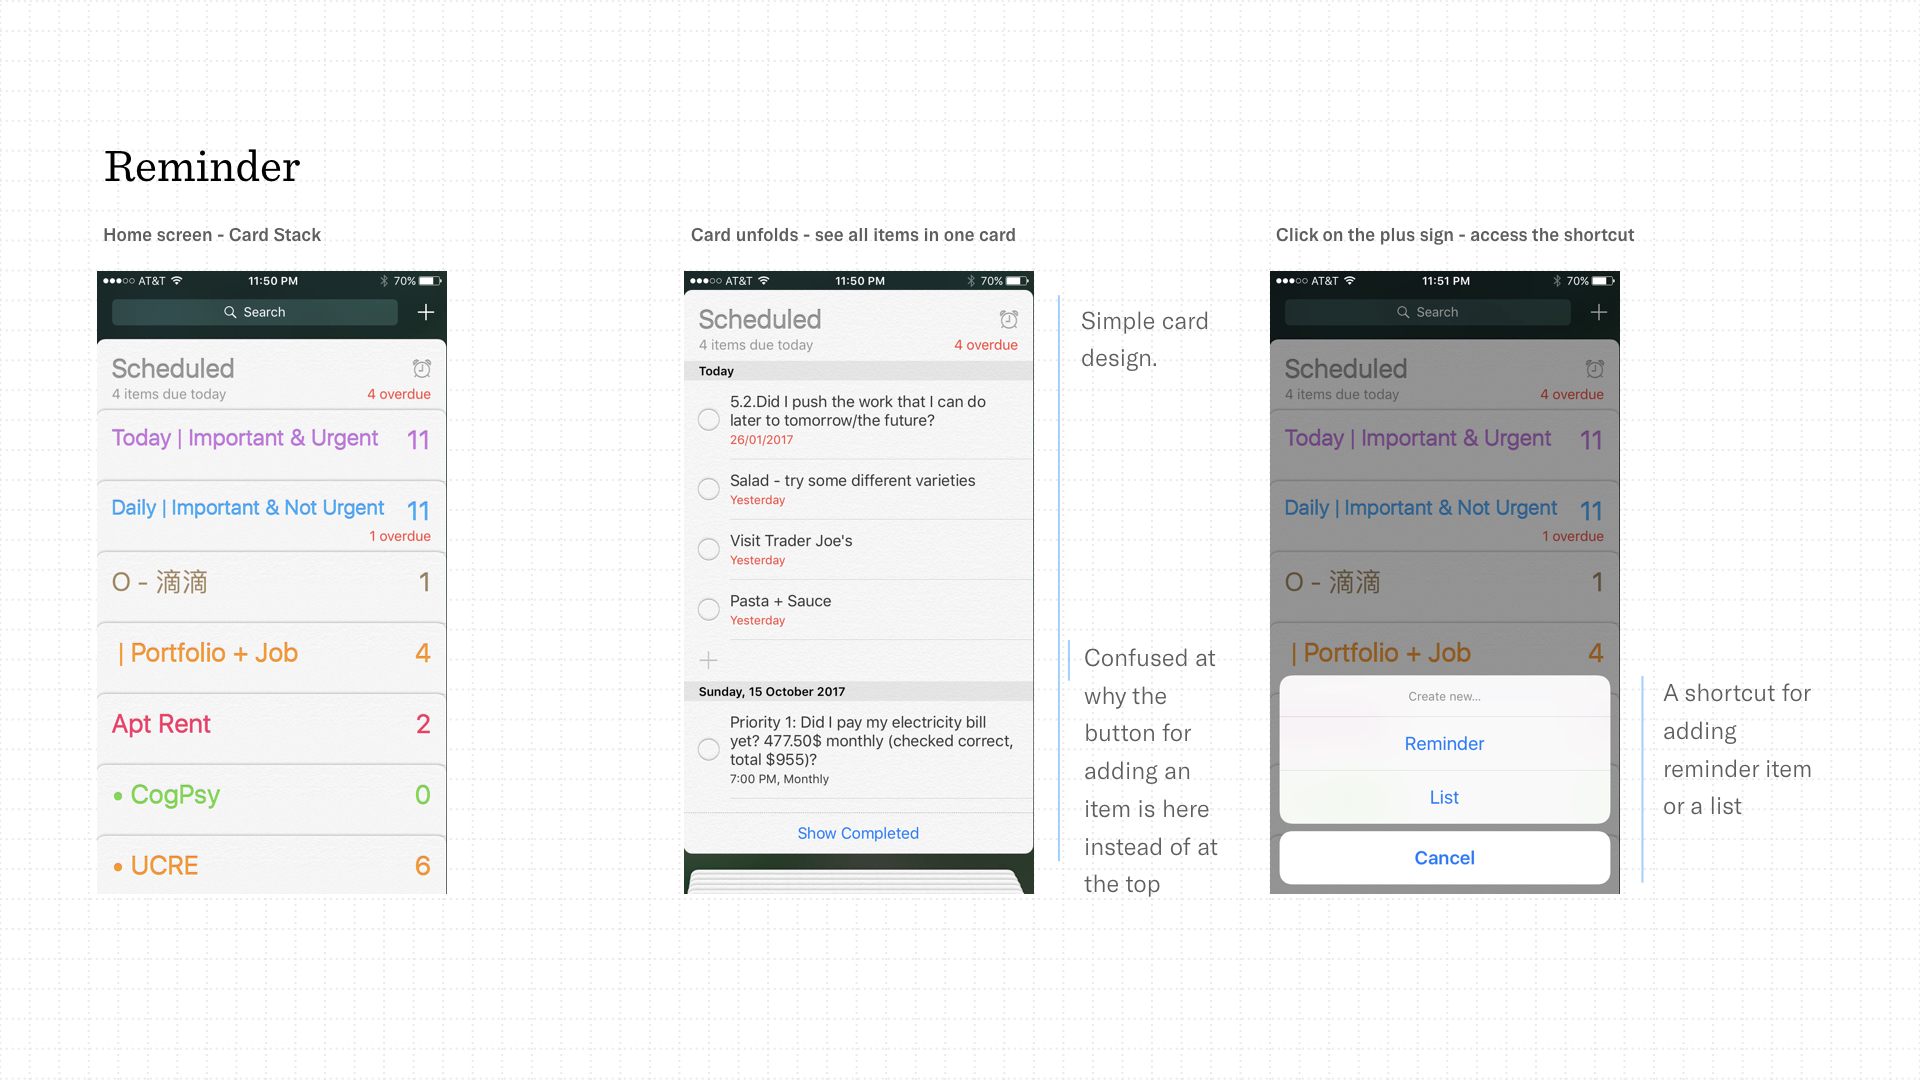 Reminder
Home screen - Card Stack
AT&T
11:50 PM
70%
Search
Scheduled
4 items due today
4 overdue
Today | Important & Urgent
11
Daily | Important & Not Urgent
11
1 overdue
O - 滴滴
1
| Portfolio + Job
4
Apt Rent
2
• CogPsy
0
• UCRE
6
Card unfolds - see all items in one card
AT&T
11:50 PM
70%
Scheduled
4 items due today
4 overdue
Today
5.2.Did I push the work that I can do
later to tomorrow/the future?
26/01/2017
Salad - try some different varieties
Yesterday
Visit Trader Joe's
Yesterday
Pasta + Sauce
Yesterday
Sunday, 15 October 2017
Priority 1: Did I pay my electricity bill
yet? 477.50$ monthly (checked correct,
total $955)?
7:00 PM, Monthly
Show Completed
Simple card
design.
Confused at
why the
button for
adding an
item is here
instead of at
the top
Click on the plus sign - access the shortcut
AT&T
11:51 PM
70%
Search
Scheduled
4 items due today
4 overdue
Today | Important & Urgent
11
Daily | Important & Not Urgent
11
1 overdue
O - 滴滴
1
| Portfolio + Job
4
Create new...
Reminder
List
Cancel
A shortcut for
adding
reminder item
or a list